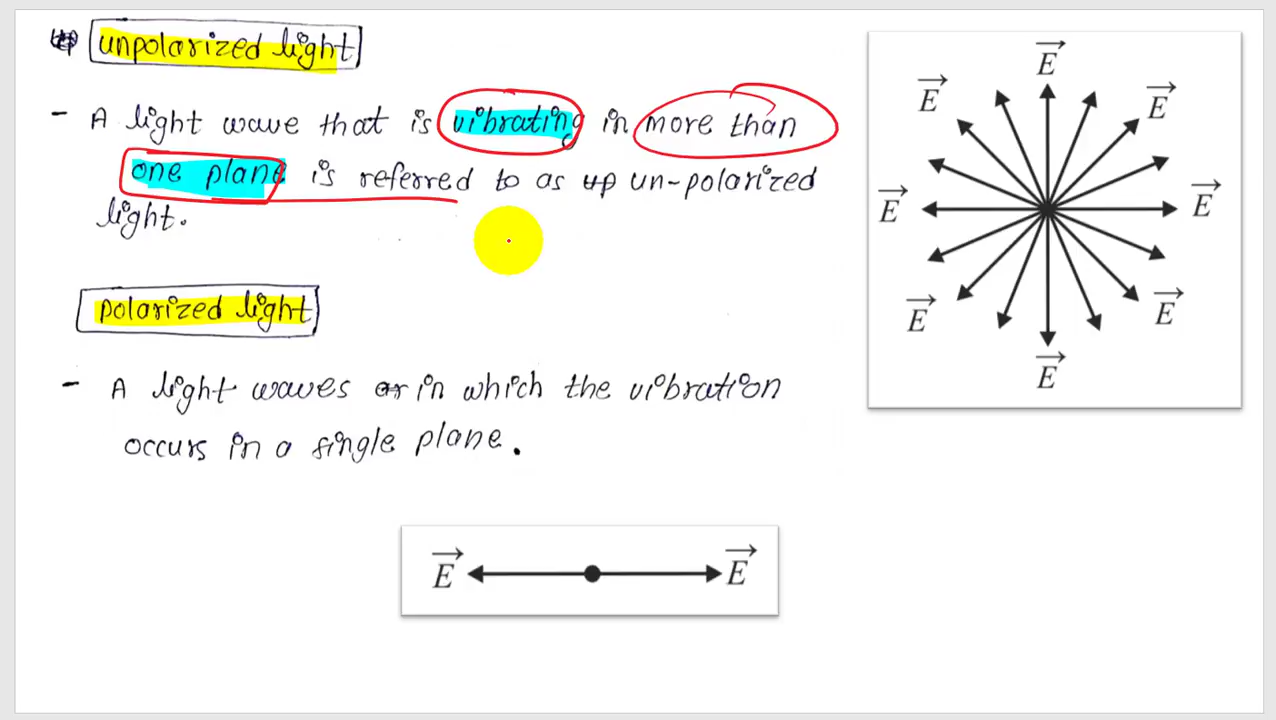 unpolarized light
- A light wave that is vibrating in more than
one plane is referred to as up un-polarized
light.
polarized light
- A light waves or in which the vibration
occurs in a single plane.
E
E
E
E
E
E
E
E
E E